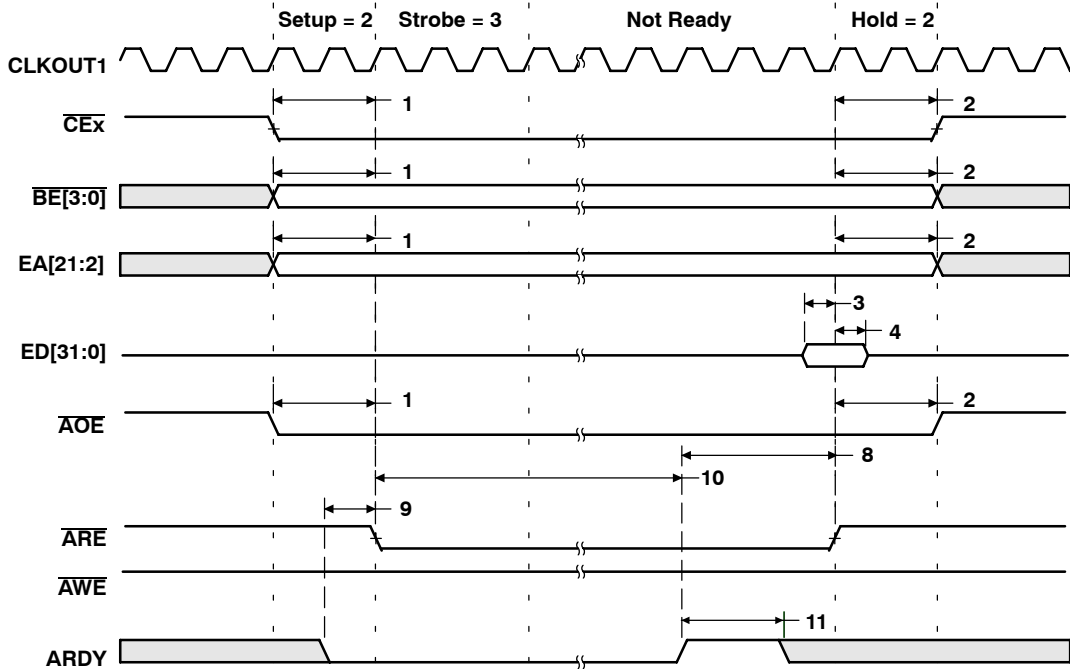 Setup = 2 Strobe = 3 Not Ready Hold = 2
CLKOUT1
1 2
CEx
1 2
BE[3:0]
1 2
EA[21:2]
3
4
ED[31:0]
1 2
AOE
8
10
9
ARE
AWE
11
ARDY